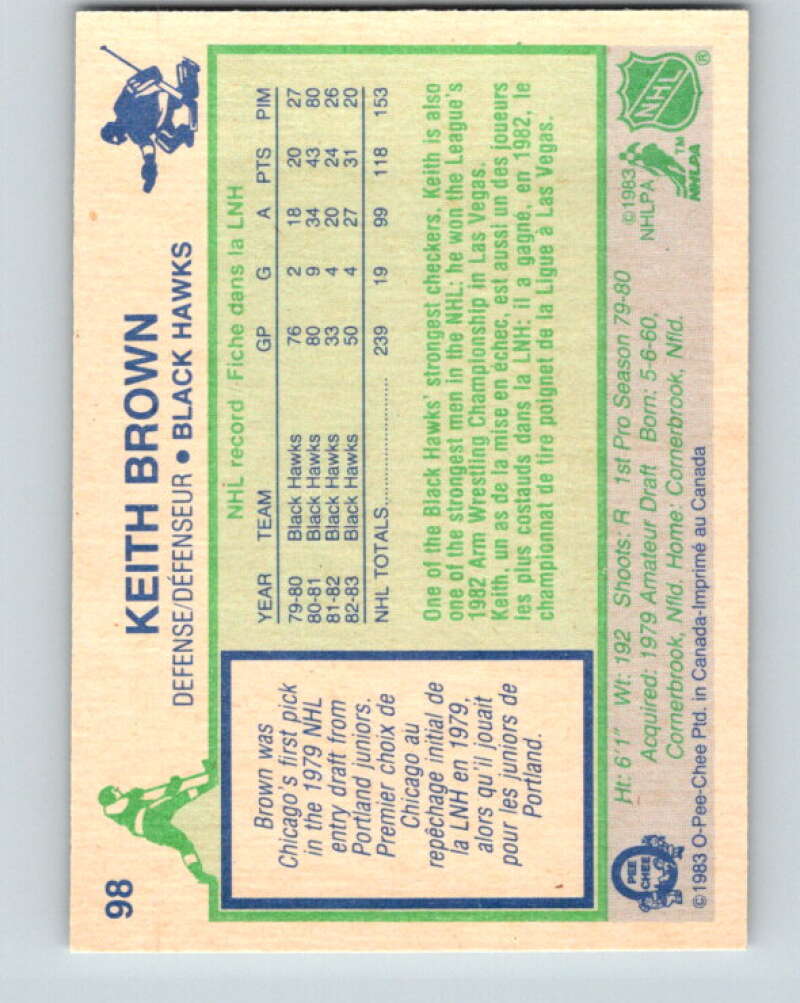 98
KEITH BROWN
DEFENSE/DÉFENSEUR • BLACK HAWKS
Brown was
Chicago's first pick
in the 1979 NHL
entry draft from
Portland juniors.
Premier choix de
Chicago au
repêchage initial de
la LNH en 1979,
alors qu'il jouait
pour les juniors de
Portland.
NHL record / Fiche dans la LNH
YEAR TEAM GP G A PTS PIM
79-80 Black Hawks 76 2 18 20 27
80-81 Black Hawks 80 9 34 43 80
81-82 Black Hawks 33 4 20 24 26
82-83 Black Hawks 50 4 27 31 20
NHL TOTALS.................. 239 19 99 118 153
One of the Black Hawks' strongest checkers, Keith is also
one of the strongest men in the NHL: he won the League's
1982 Arm Wrestling Championship in Las Vegas.
Keith, un as de la mise en échec, est aussi un des joueurs
les plus costauds dans la LNH: il a gagné, en 1982, le
championnat de tire poignet de la Ligue à Las Vegas.
Ht: 6'1" Wt: 192 Shoots: R 1st Pro Season 79-80
Acquired: 1979 Amateur Draft Born: 5-6-60,
Cornerbrook, Nfld. Home: Cornerbrook, Nfld.
©1983 O-Pee-Chee Ptd. in Canada-Imprimé au Canada
O
PEE
CHEE
©1983
NHLPA
NHLPA
TM
NHL
®